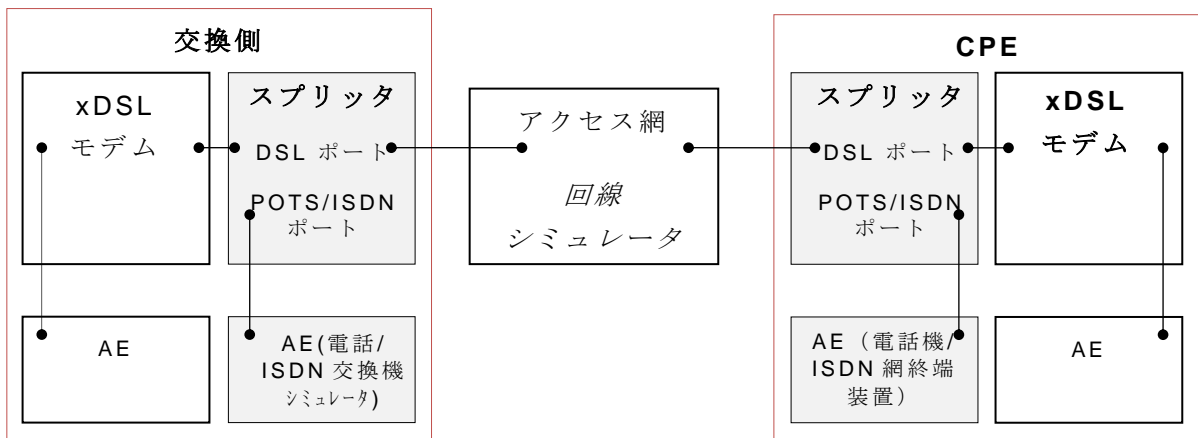 交換側
xDSL
モデム
スプリッタ
DSL ポート
POTS/ISDN
ポート
AE
AE(電話/
ISDN 交換機
シミュレータ)
アクセス網
回線
シミュレータ
CPE
スプリッタ
DSL ポート
POTS/ISDN
ポート
xDSL
モデム
AE（電話機/
ISDN 網終端
装置）
AE